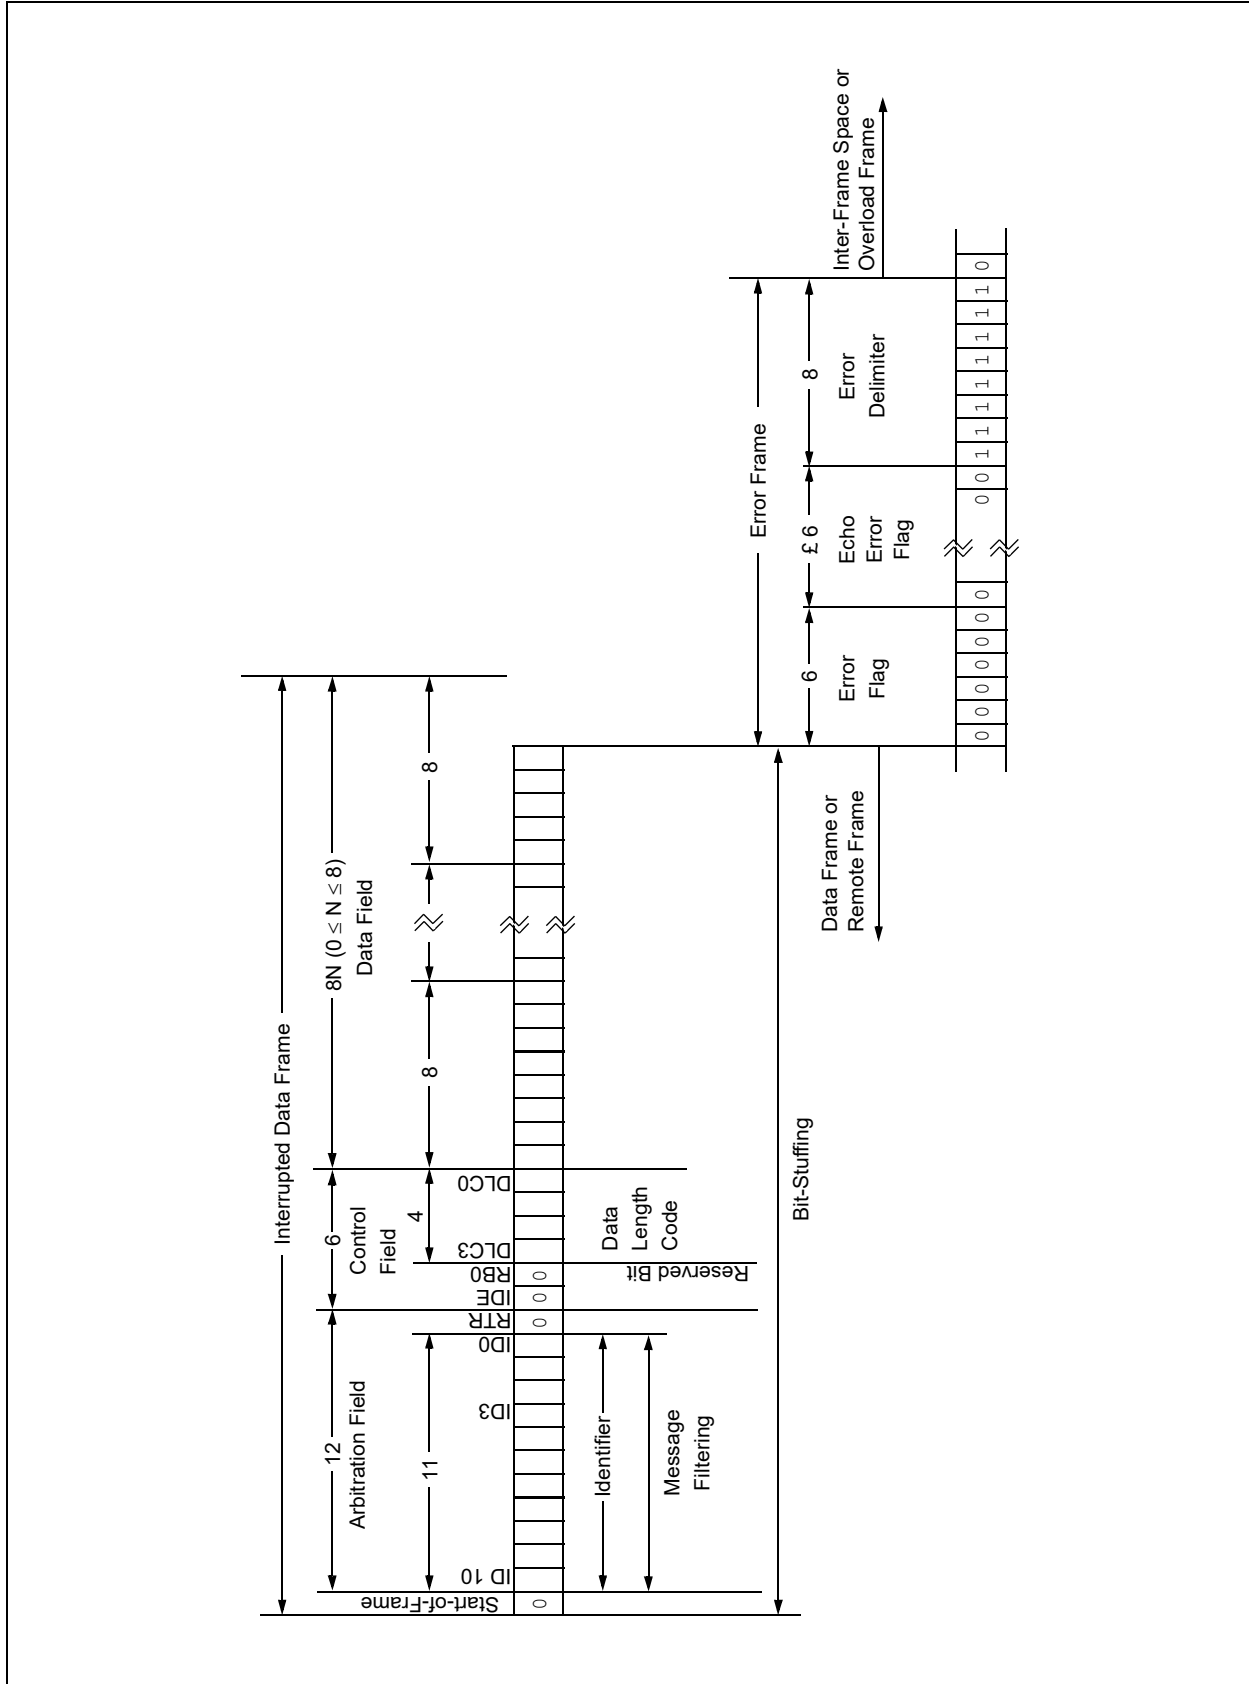 Interrupted Data Frame
12
Arbitration Field
6
Control
Field
8N (0 ≤ N ≤ 8)
Data Field
11
4
8
8
Start-of-Frame
ID 10
ID3
ID0
RTR
IDE
RB0
DLC3
DLC0
0
0
0
0
Identifier
Message
Filtering
Reserved Bit
Data
Length
Code
Bit-Stuffing
Error Frame
6
Error
Flag
£ 6
Echo
Error
Flag
8
Error
Delimiter
Data Frame or
Remote Frame
Inter-Frame Space or
Overload Frame
0 0 0 0 0 0 0 0 0 1 1 1 1 1 1 1 1 0